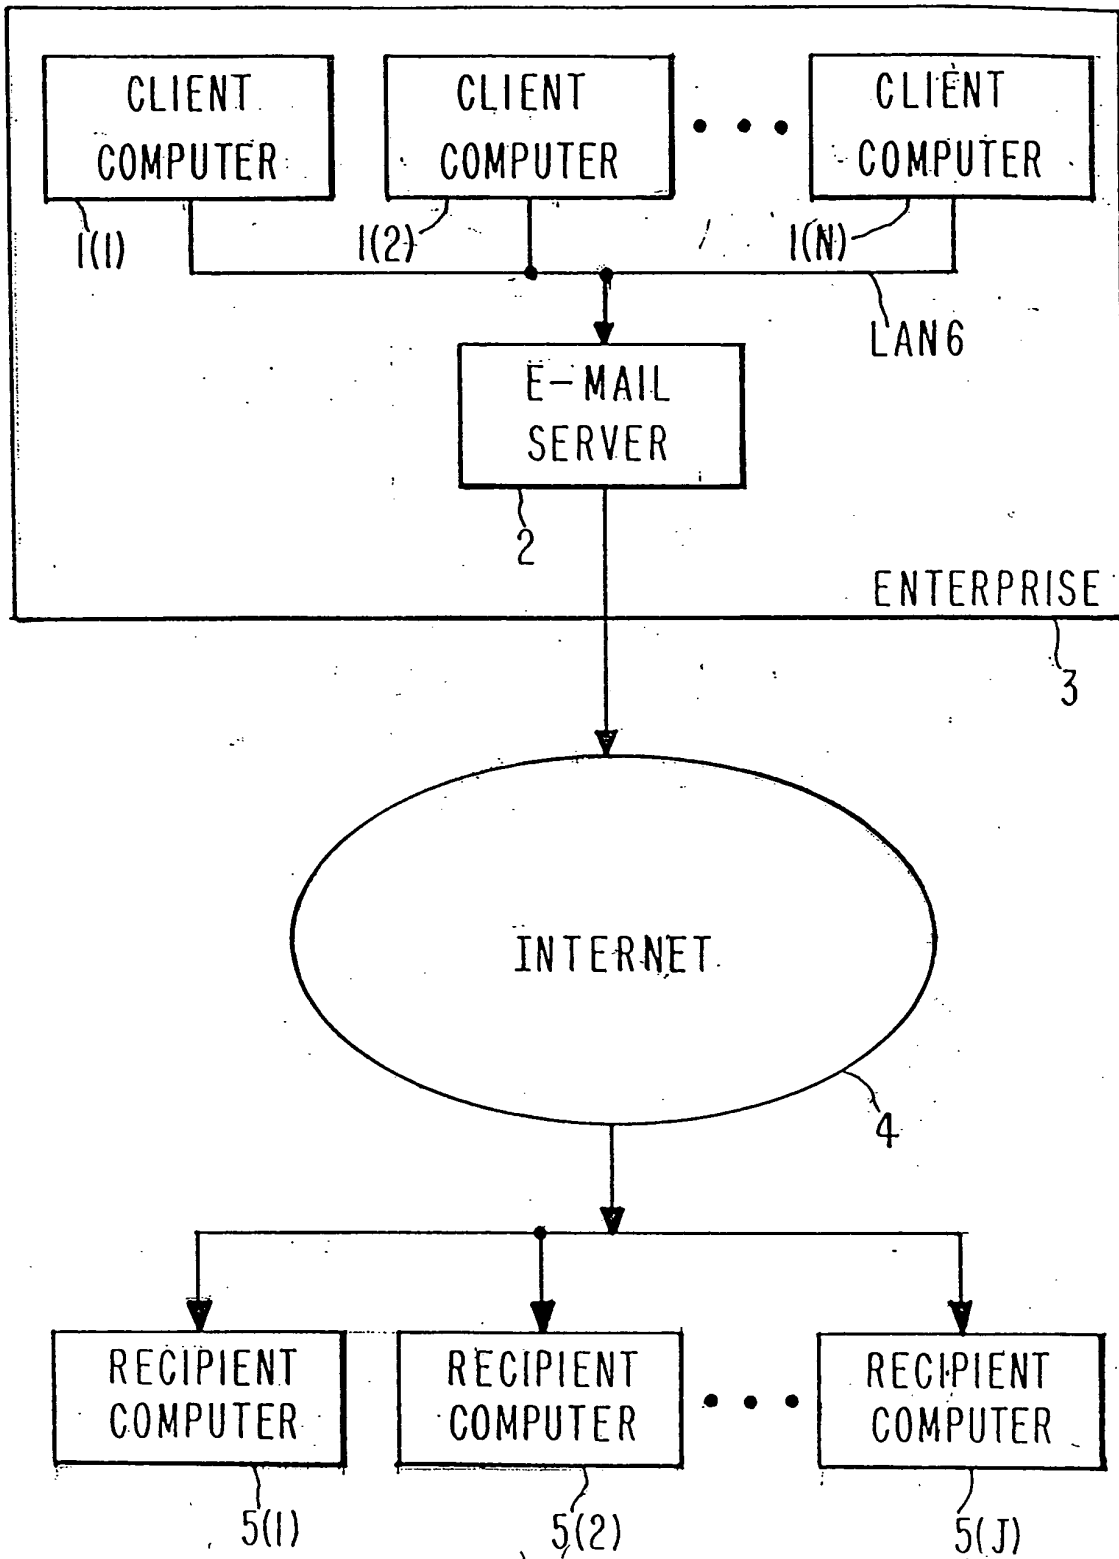 CLIENT
COMPUTER
CLIENT
COMPUTER
CLIENT
COMPUTER
1(1)
1(2)
1(N)
LAN6
E-MAIL
SERVER
2
ENTERPRISE
3
INTERNET
4
RECIPIENT
COMPUTER
RECIPIENT
COMPUTER
RECIPIENT
COMPUTER
5(1)
5(2)
5(J)